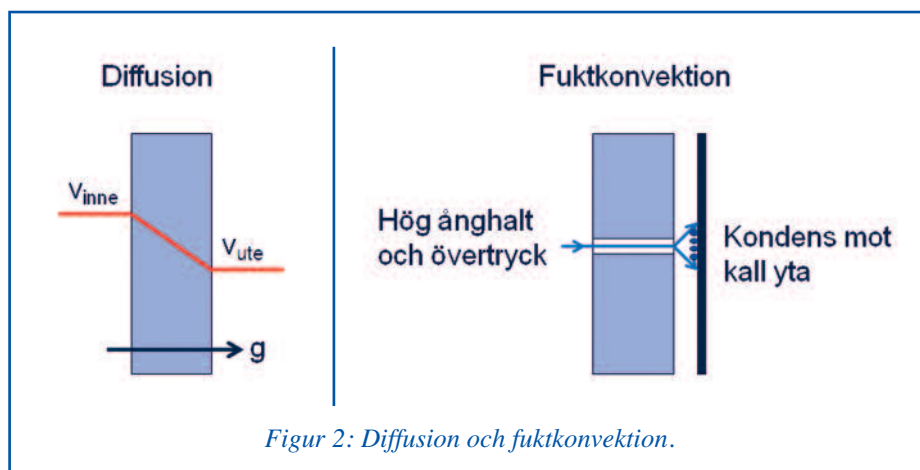 Diffusion
Vinne
Vute
g
Fuktkonvektion
Hög ånghalt
och övertryck
Kondens mot
kall yta
Figur 2: Diffusion och fuktkonvektion.